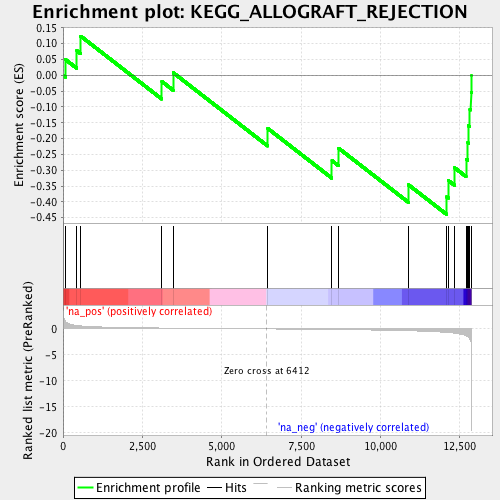 Enrichment plot: KEGG_ALLOGRAFT_REJECTION
Enrichment score (ES)
0.15
0.10
0.05
0.00
-0.05
-0.10
-0.15
-0.20
-0.25
-0.30
-0.35
-0.40
-0.45
'na_pos' (positively correlated)
Ranked list metric (PreRanked)
0
-5
-10
-15
-20
Zero cross at 6412
'na_neg' (negatively correlated)
0
2,500
5,000
7,500
10,000
12,500
Rank in Ordered Dataset
Enrichment profile
Hits
Ranking metric scores